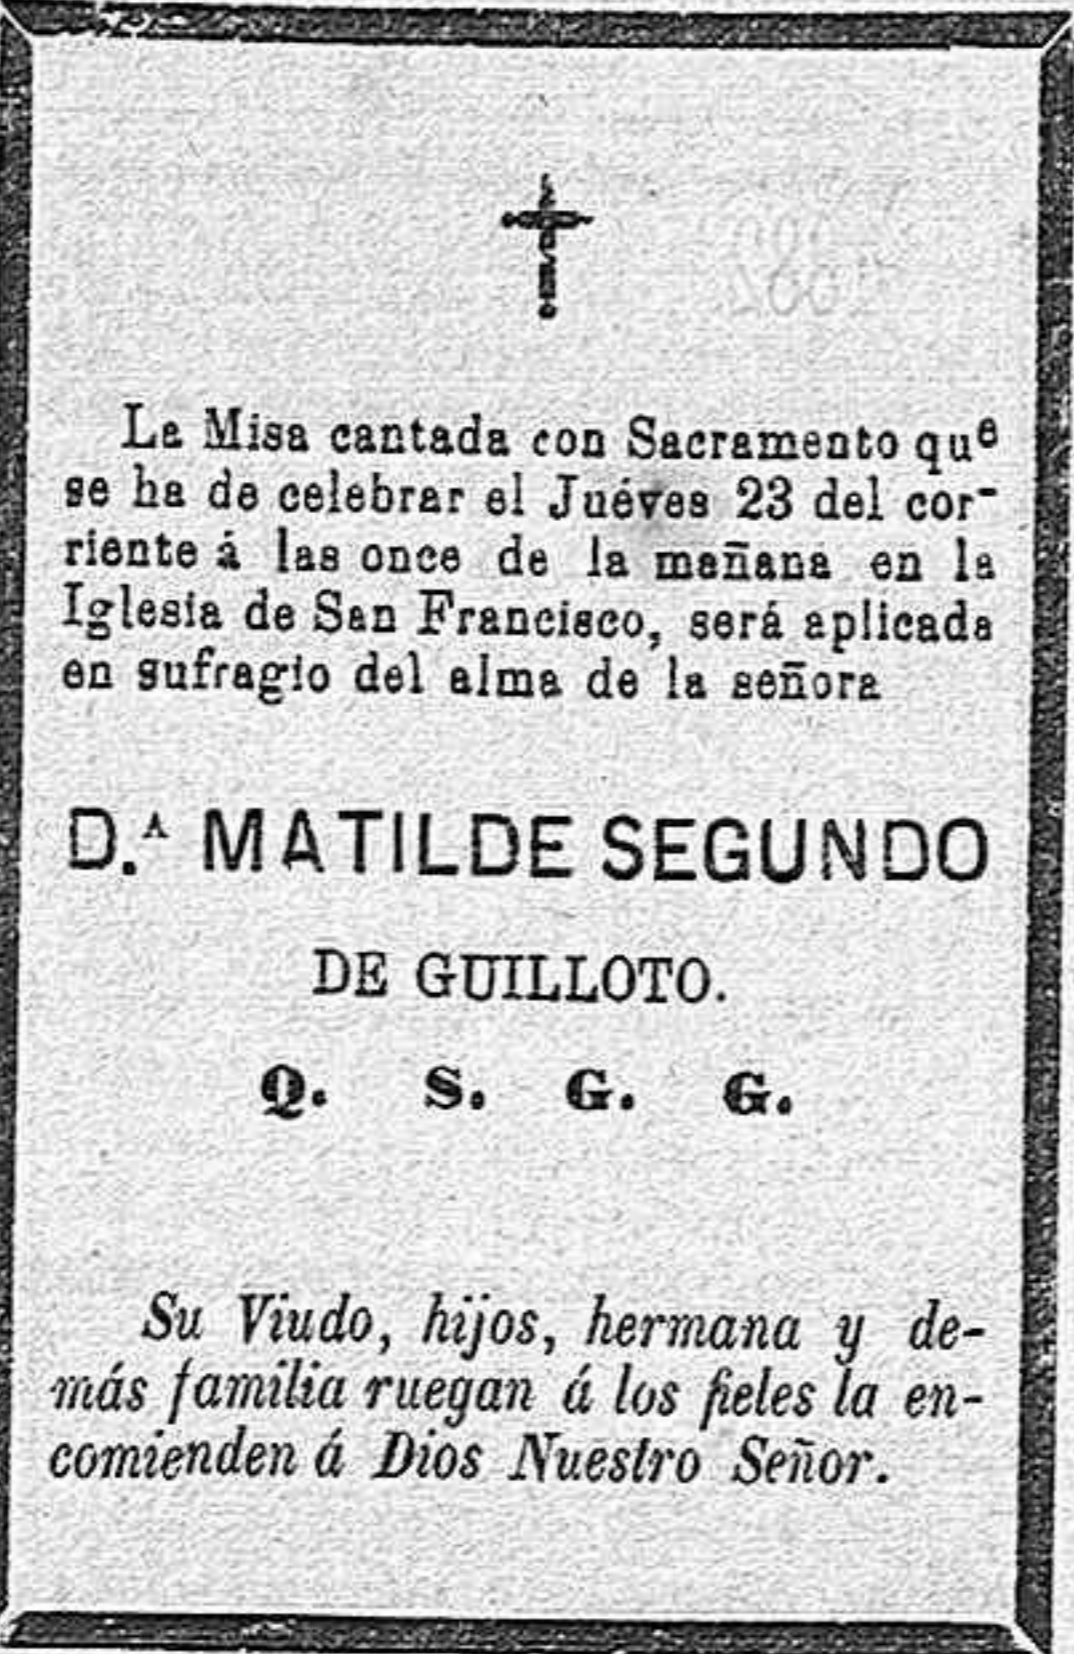 La Misa cantada con Sacramento que
se ha de celebrar el Juéves 23 del cor-
riente á las once de la mañana en la
Iglesia de San Francisco, será aplicada
en sufragio del alma de la señora
D.ᴬ MATILDE SEGUNDO
DE GUILLOTO.
Q. S. G. G.
Su Viudo, hijos, hermana y de-
más familia ruegan á los fieles la en-
comienden á Dios Nuestro Señor.